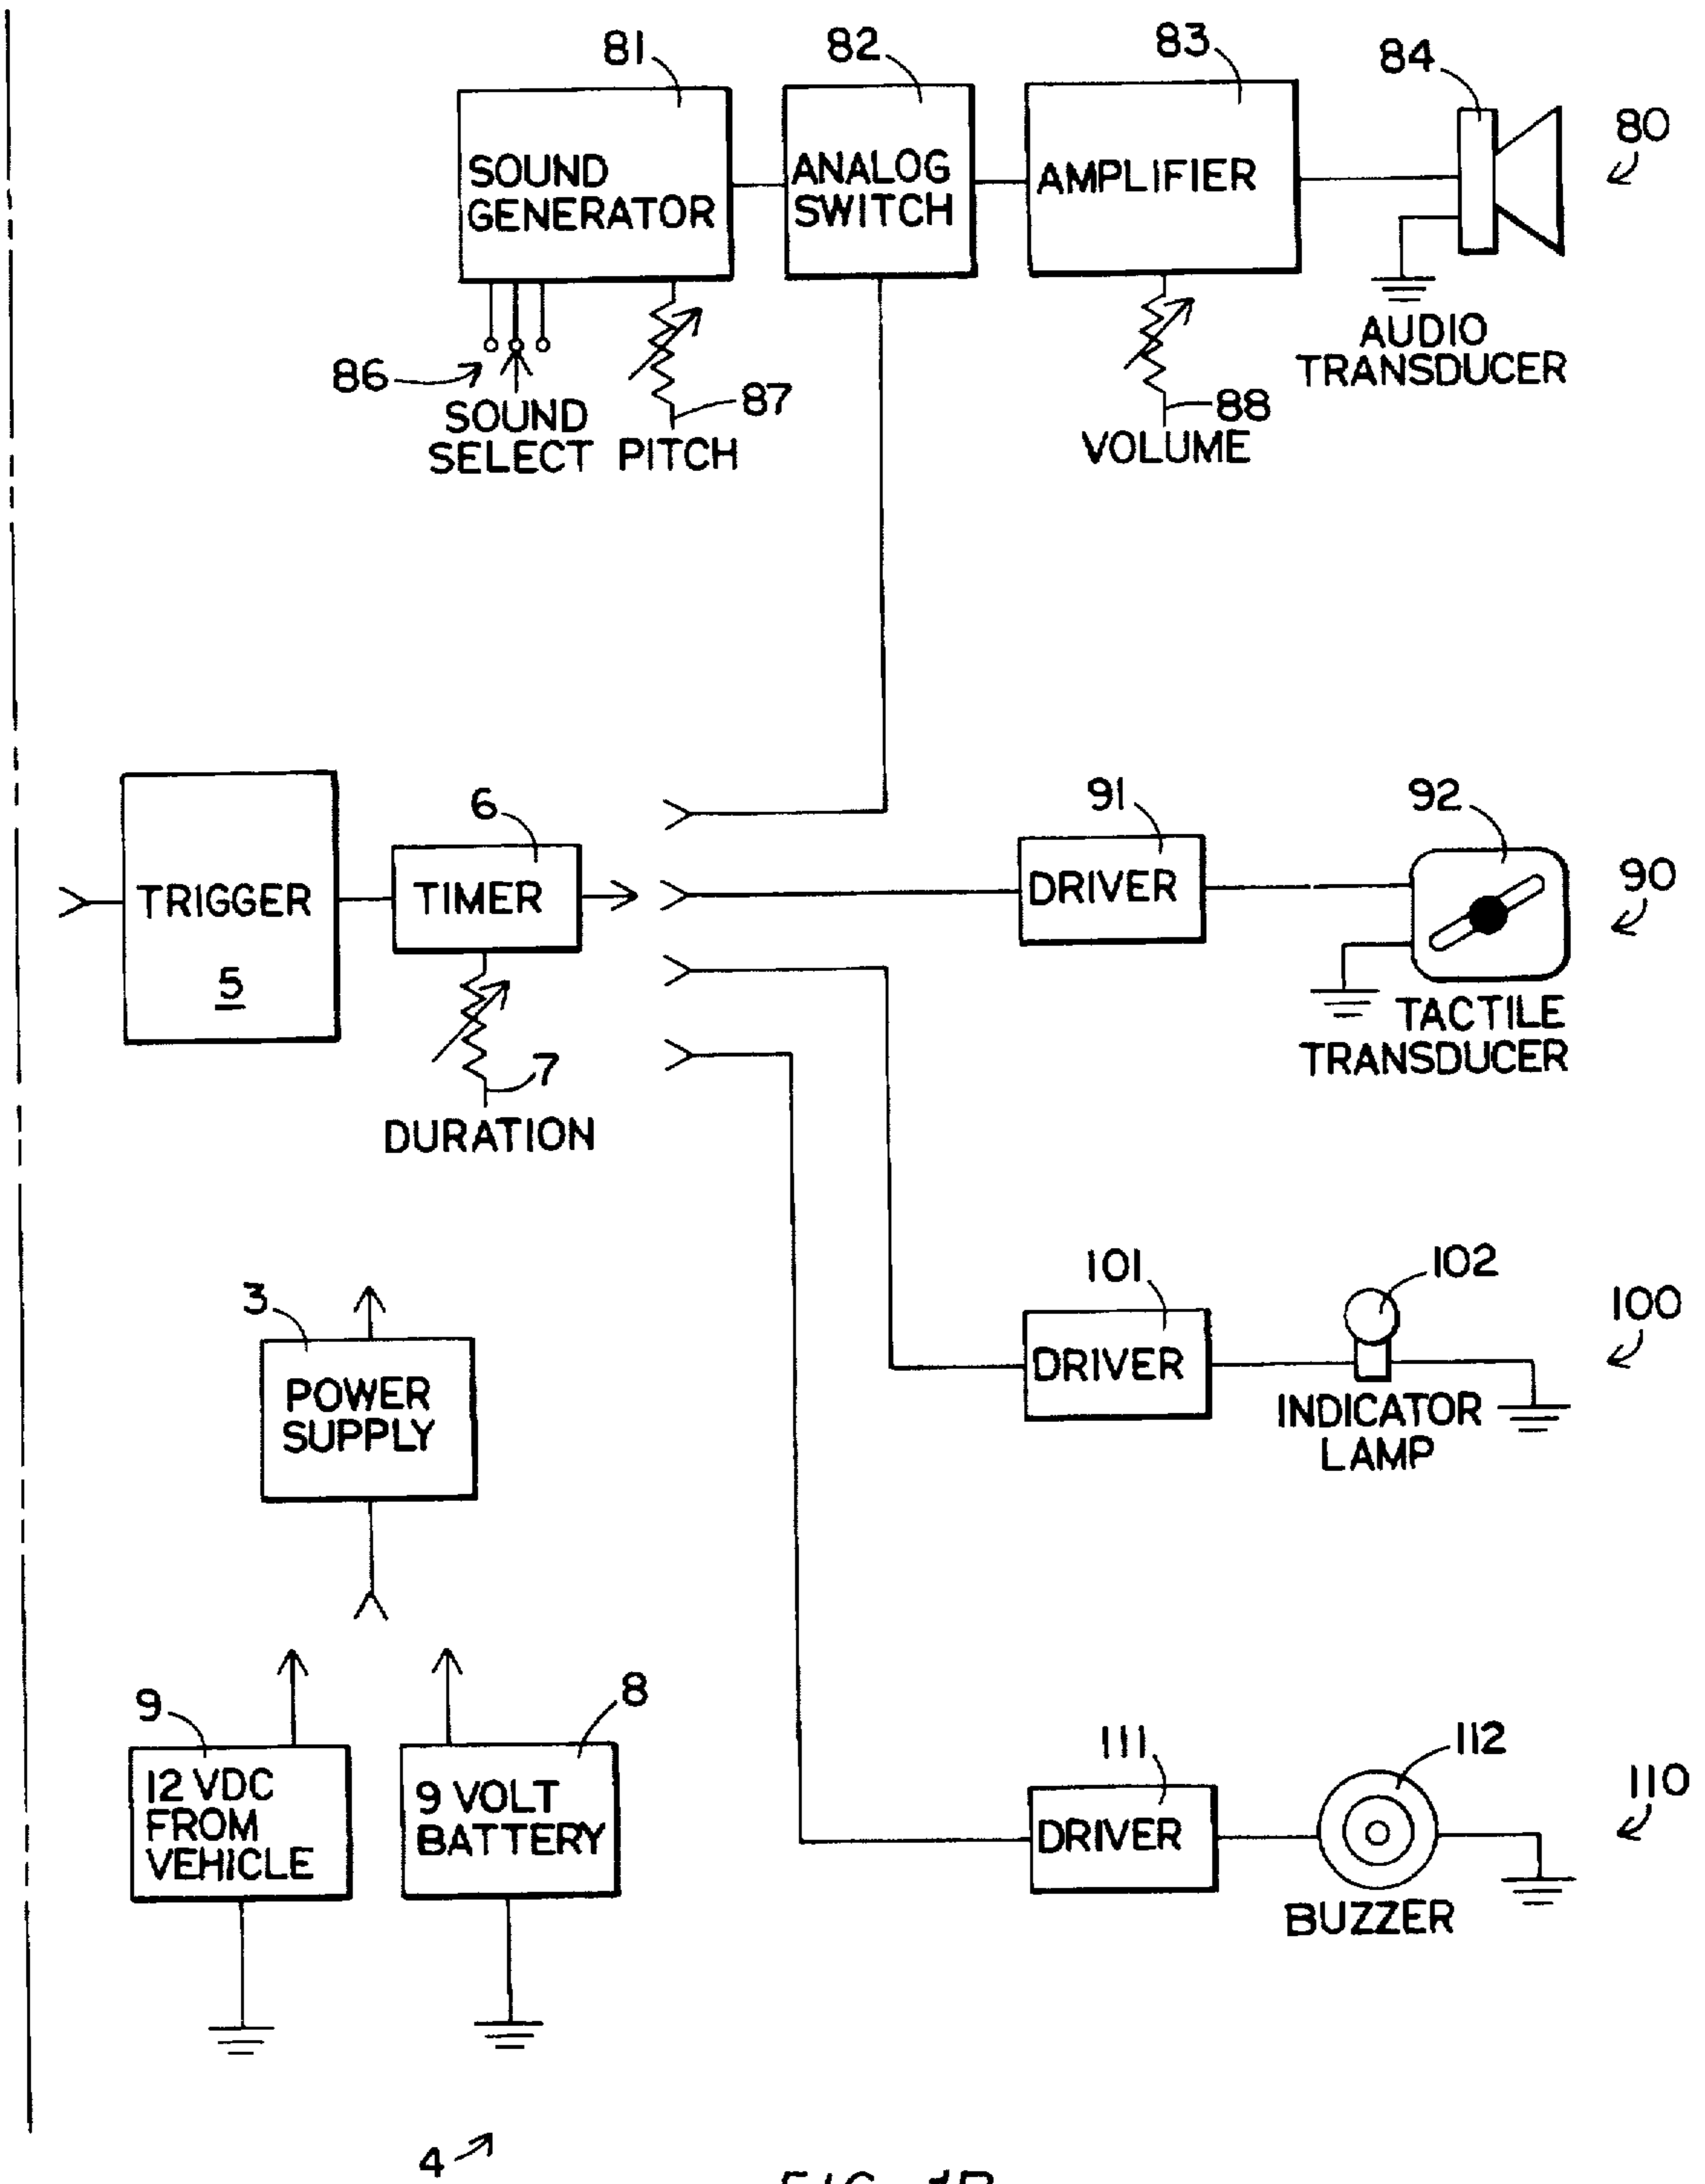 81
82
83
84
80
SOUND
GENERATOR
ANALOG
SWITCH
AMPLIFIER
86
SOUND
SELECT
PITCH
87
88
VOLUME
AUDIO
TRANSDUCER
TRIGGER
5
6
TIMER
7
DURATION
91
DRIVER
92
90
TACTILE
TRANSDUCER
3
POWER
SUPPLY
101
DRIVER
102
100
INDICATOR
LAMP
9
12 VDC
FROM
VEHICLE
8
9 VOLT
BATTERY
111
DRIVER
112
110
BUZZER
4